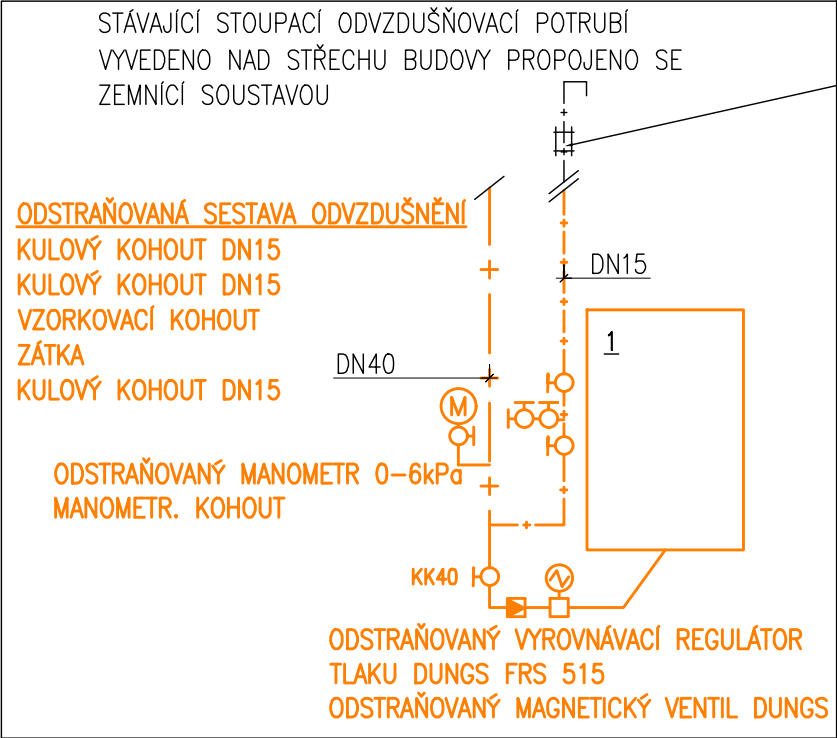 STÁVAJÍCÍ STOUPACÍ ODVZDUŠŇOVACÍ POTRUBÍ
VYVEDENO NAD STŘECHU BUDOVY PROPOJENO SE
ZEMNÍCÍ SOUSTAVOU
ODSTRAŇOVANÁ SESTAVA ODVZDUŠNĚNÍ
KULOVÝ KOHOUT DN15
KULOVÝ KOHOUT DN15
VZORKOVACÍ KOHOUT
ZÁTKA
KULOVÝ KOHOUT DN15
DN15
1
DN40
M
ODSTRAŇOVANÝ MANOMETR 0-6kPa
MANOMETR. KOHOUT
KK40
ODSTRAŇOVANÝ VYROVNÁVACÍ REGULÁTOR
TLAKU DUNGS FRS 515
ODSTRAŇOVANÝ MAGNETICKÝ VENTIL DUNGS